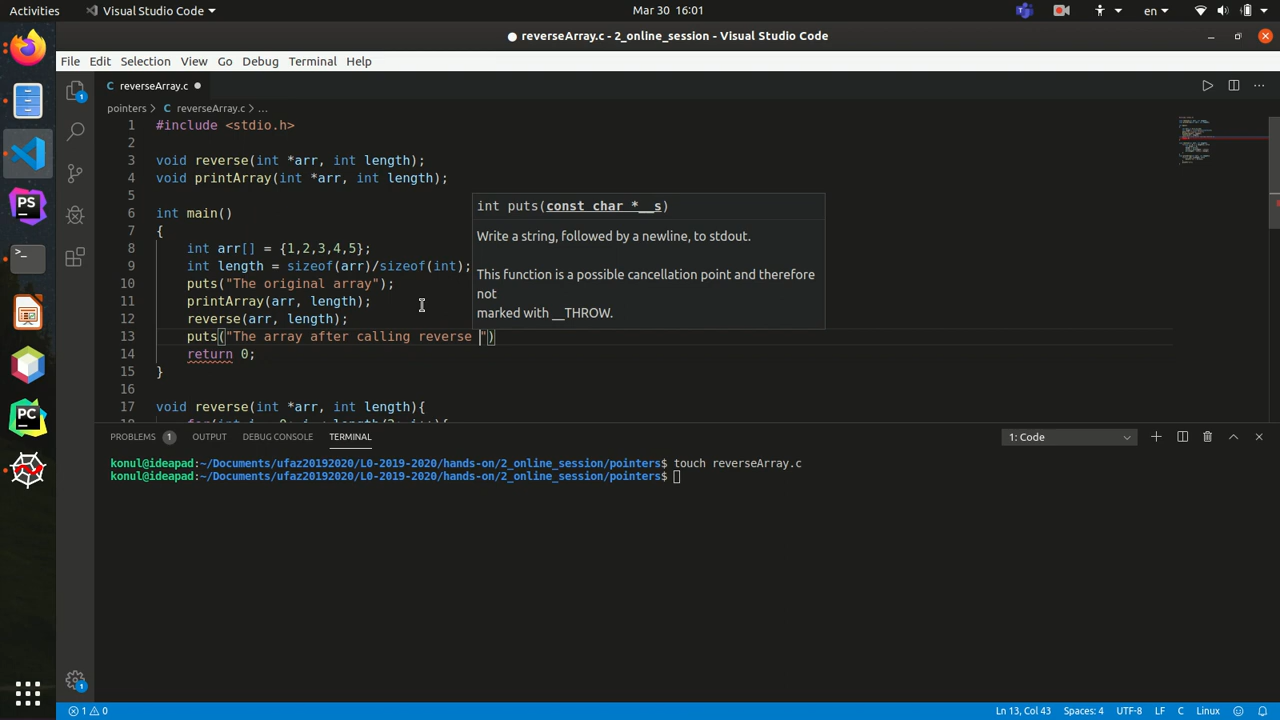 Activities Visual Studio Code Mar 30 16:01 en
reverseArray.c - 2_online_session - Visual Studio Code
File Edit Selection View Go Debug Terminal Help
C reverseArray.c
pointers > C reverseArray.c > ...
1 #include <stdio.h>
2
3 void reverse(int *arr, int length);
4 void printArray(int *arr, int length);
5
int puts(const char *__s)
6 int main()
7 {
Write a string, followed by a newline, to stdout.
8 int arr[] = {1,2,3,4,5};
9 int length = sizeof(arr)/sizeof(int);
This function is a possible cancellation point and therefore
not
marked with __THROW.
10 puts("The original array");
11 printArray(arr, length);
12 reverse(arr, length);
13 puts("The array after calling reverse ")
14 return 0;
15 }
16
17 void reverse(int *arr, int length){
PROBLEMS 1 OUTPUT DEBUG CONSOLE TERMINAL 1: Code
konul@ideapad:~/Documents/ufaz20192020/L0-2019-2020/hands-on/2_online_session/pointers$ touch reverseArray.c
konul@ideapad:~/Documents/ufaz20192020/L0-2019-2020/hands-on/2_online_session/pointers$
1 0 Ln 13, Col 43 Spaces: 4 UTF-8 LF C Linux